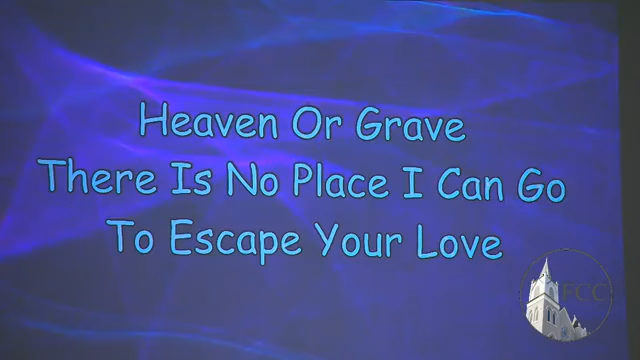 Heaven Or Grave
There Is No Place I Can Go
To Escape Your Love
FCC